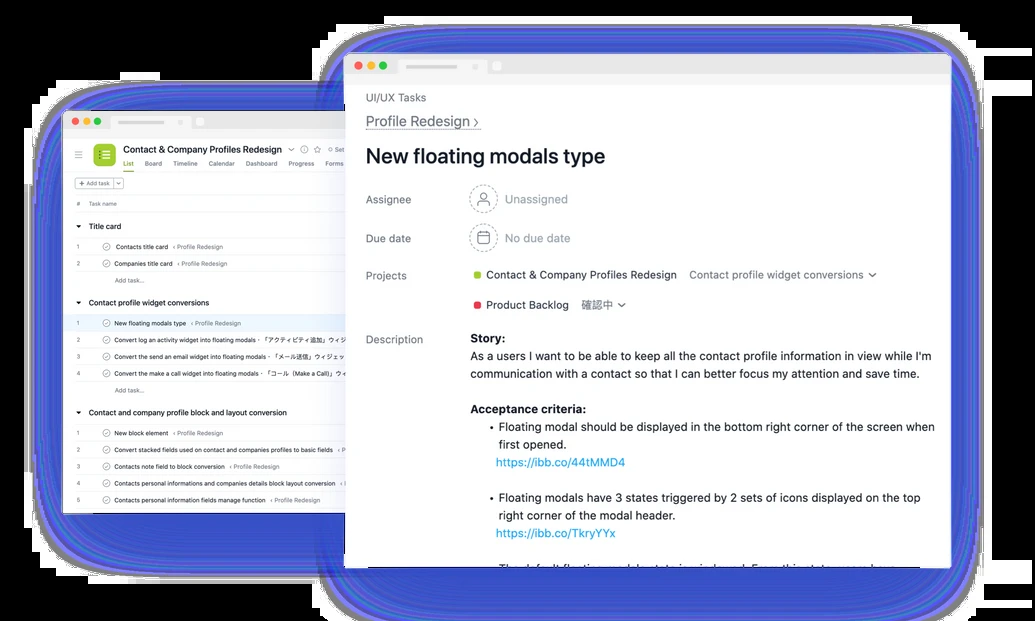 Contact & Company Profiles Redesign
Set
List Board Timeline Calendar Dashboard Progress Forms
+ Add task
# Task name
Title card
1 Contacts title card ‹ Profile Redesign
2 Companies title card ‹ Profile Redesign
Add task...
Contact profile widget conversions
1 New floating modals type ‹ Profile Redesign
2 Convert log an activity widget into floating modals - 「アクティビティ追加」ウィジ
3 Convert the send an email widget into floating modals - 「メール送信」ウィジェッ
4 Convert the make a call widget into floating modals - 「コール（Make a Call)」ウィ
Add task...
Contact and company profile block and layout conversion
1 New block element ‹ Profile Redesign
2 Convert stacked fields used on contact and companies profiles to basic fields ‹ P
3 Contacts note field to block conversion ‹ Profile Redesign
4 Contacts personal informations and companies details block layout conversion ‹
5 Contacts personal information fields manage function ‹ Profile Redesign
UI/UX Tasks
Profile Redesign ›
New floating modals type
Assignee Unassigned
Due date No due date
Projects Contact & Company Profiles Redesign Contact profile widget conversions
Product Backlog 確認中
Description Story:
As a users I want to be able to keep all the contact profile information in view while I'm
communication with a contact so that I can better focus my attention and save time.
Acceptance criteria:
• Floating modal should be displayed in the bottom right corner of the screen when
first opened.
https://ibb.co/44tMMD4
• Floating modals have 3 states triggered by 2 sets of icons displayed on the top
right corner of the modal header.
https://ibb.co/TkryYYx